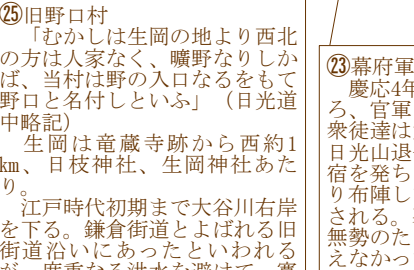 ㉕旧野口村
「むかしは生岡の地より西北
の方は人家なく、曠野なりしか
ば、当村は野の入口なるをもて
野口と名付しといふ」（日光道
中略記）
生岡は竜蔵寺跡から西約1
km、日枝神社、生岡神社あた
り。
江戸時代初期まで大谷川右岸
を下る。鎌倉街道とよばれる旧
街道沿いにあったといわれる
㉓幕府軍
慶応4年
ろ、官軍
衆徒達は
日光山退
宿を発ち
り布陣し
される。
無勢のた
えなかっ